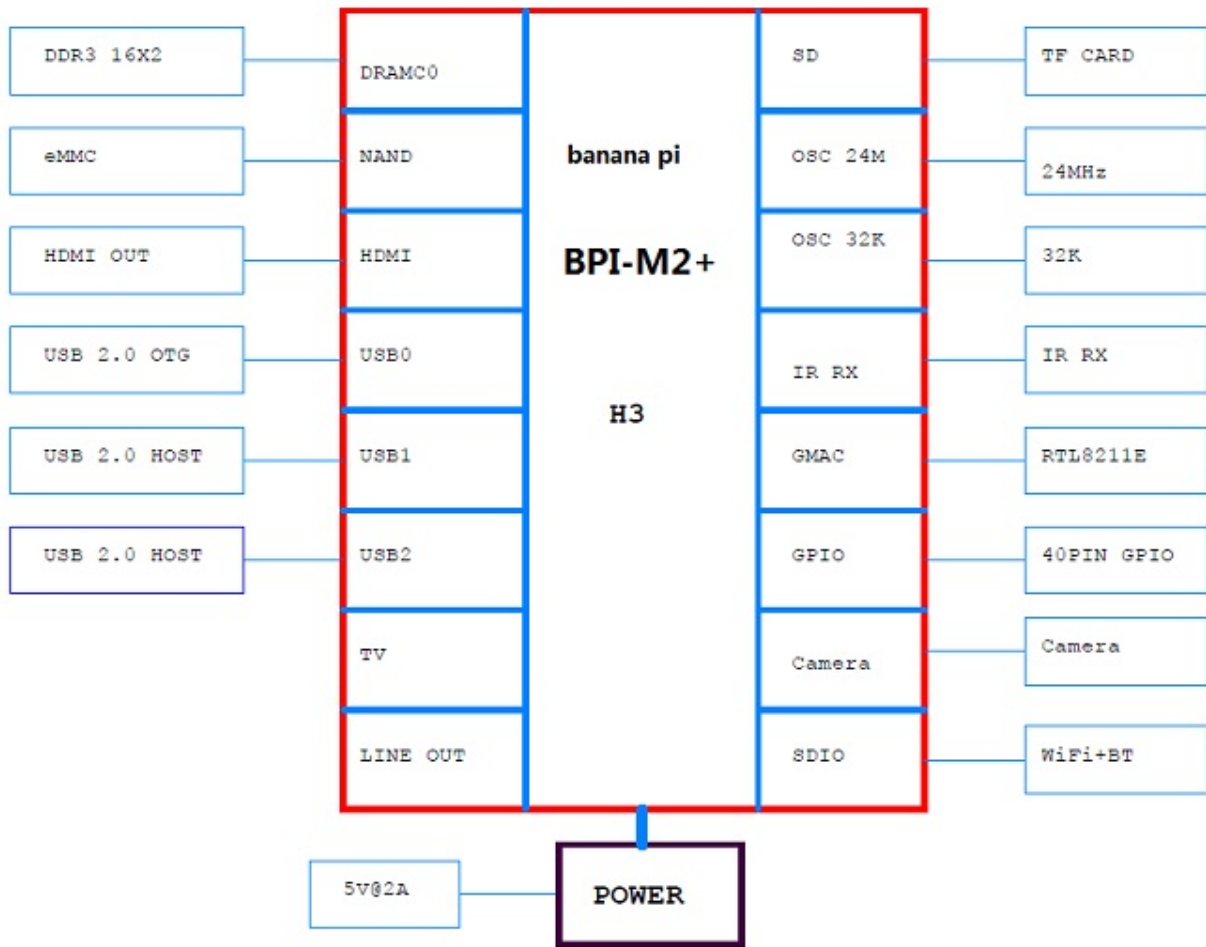 DDR3 16X2
DRAMC0
SD
TF CARD
eMMC
NAND
banana pi
OSC 24M
24MHz
HDMI OUT
HDMI
BPI-M2+
OSC 32K
32K
USB 2.0 OTG
USB0
IR RX
IR RX
H3
USB 2.0 HOST
USB1
GMAC
RTL8211E
USB 2.0 HOST
USB2
GPIO
40PIN GPIO
TV
Camera
Camera
LINE OUT
SDIO
WiFi+BT
5V@2A
POWER